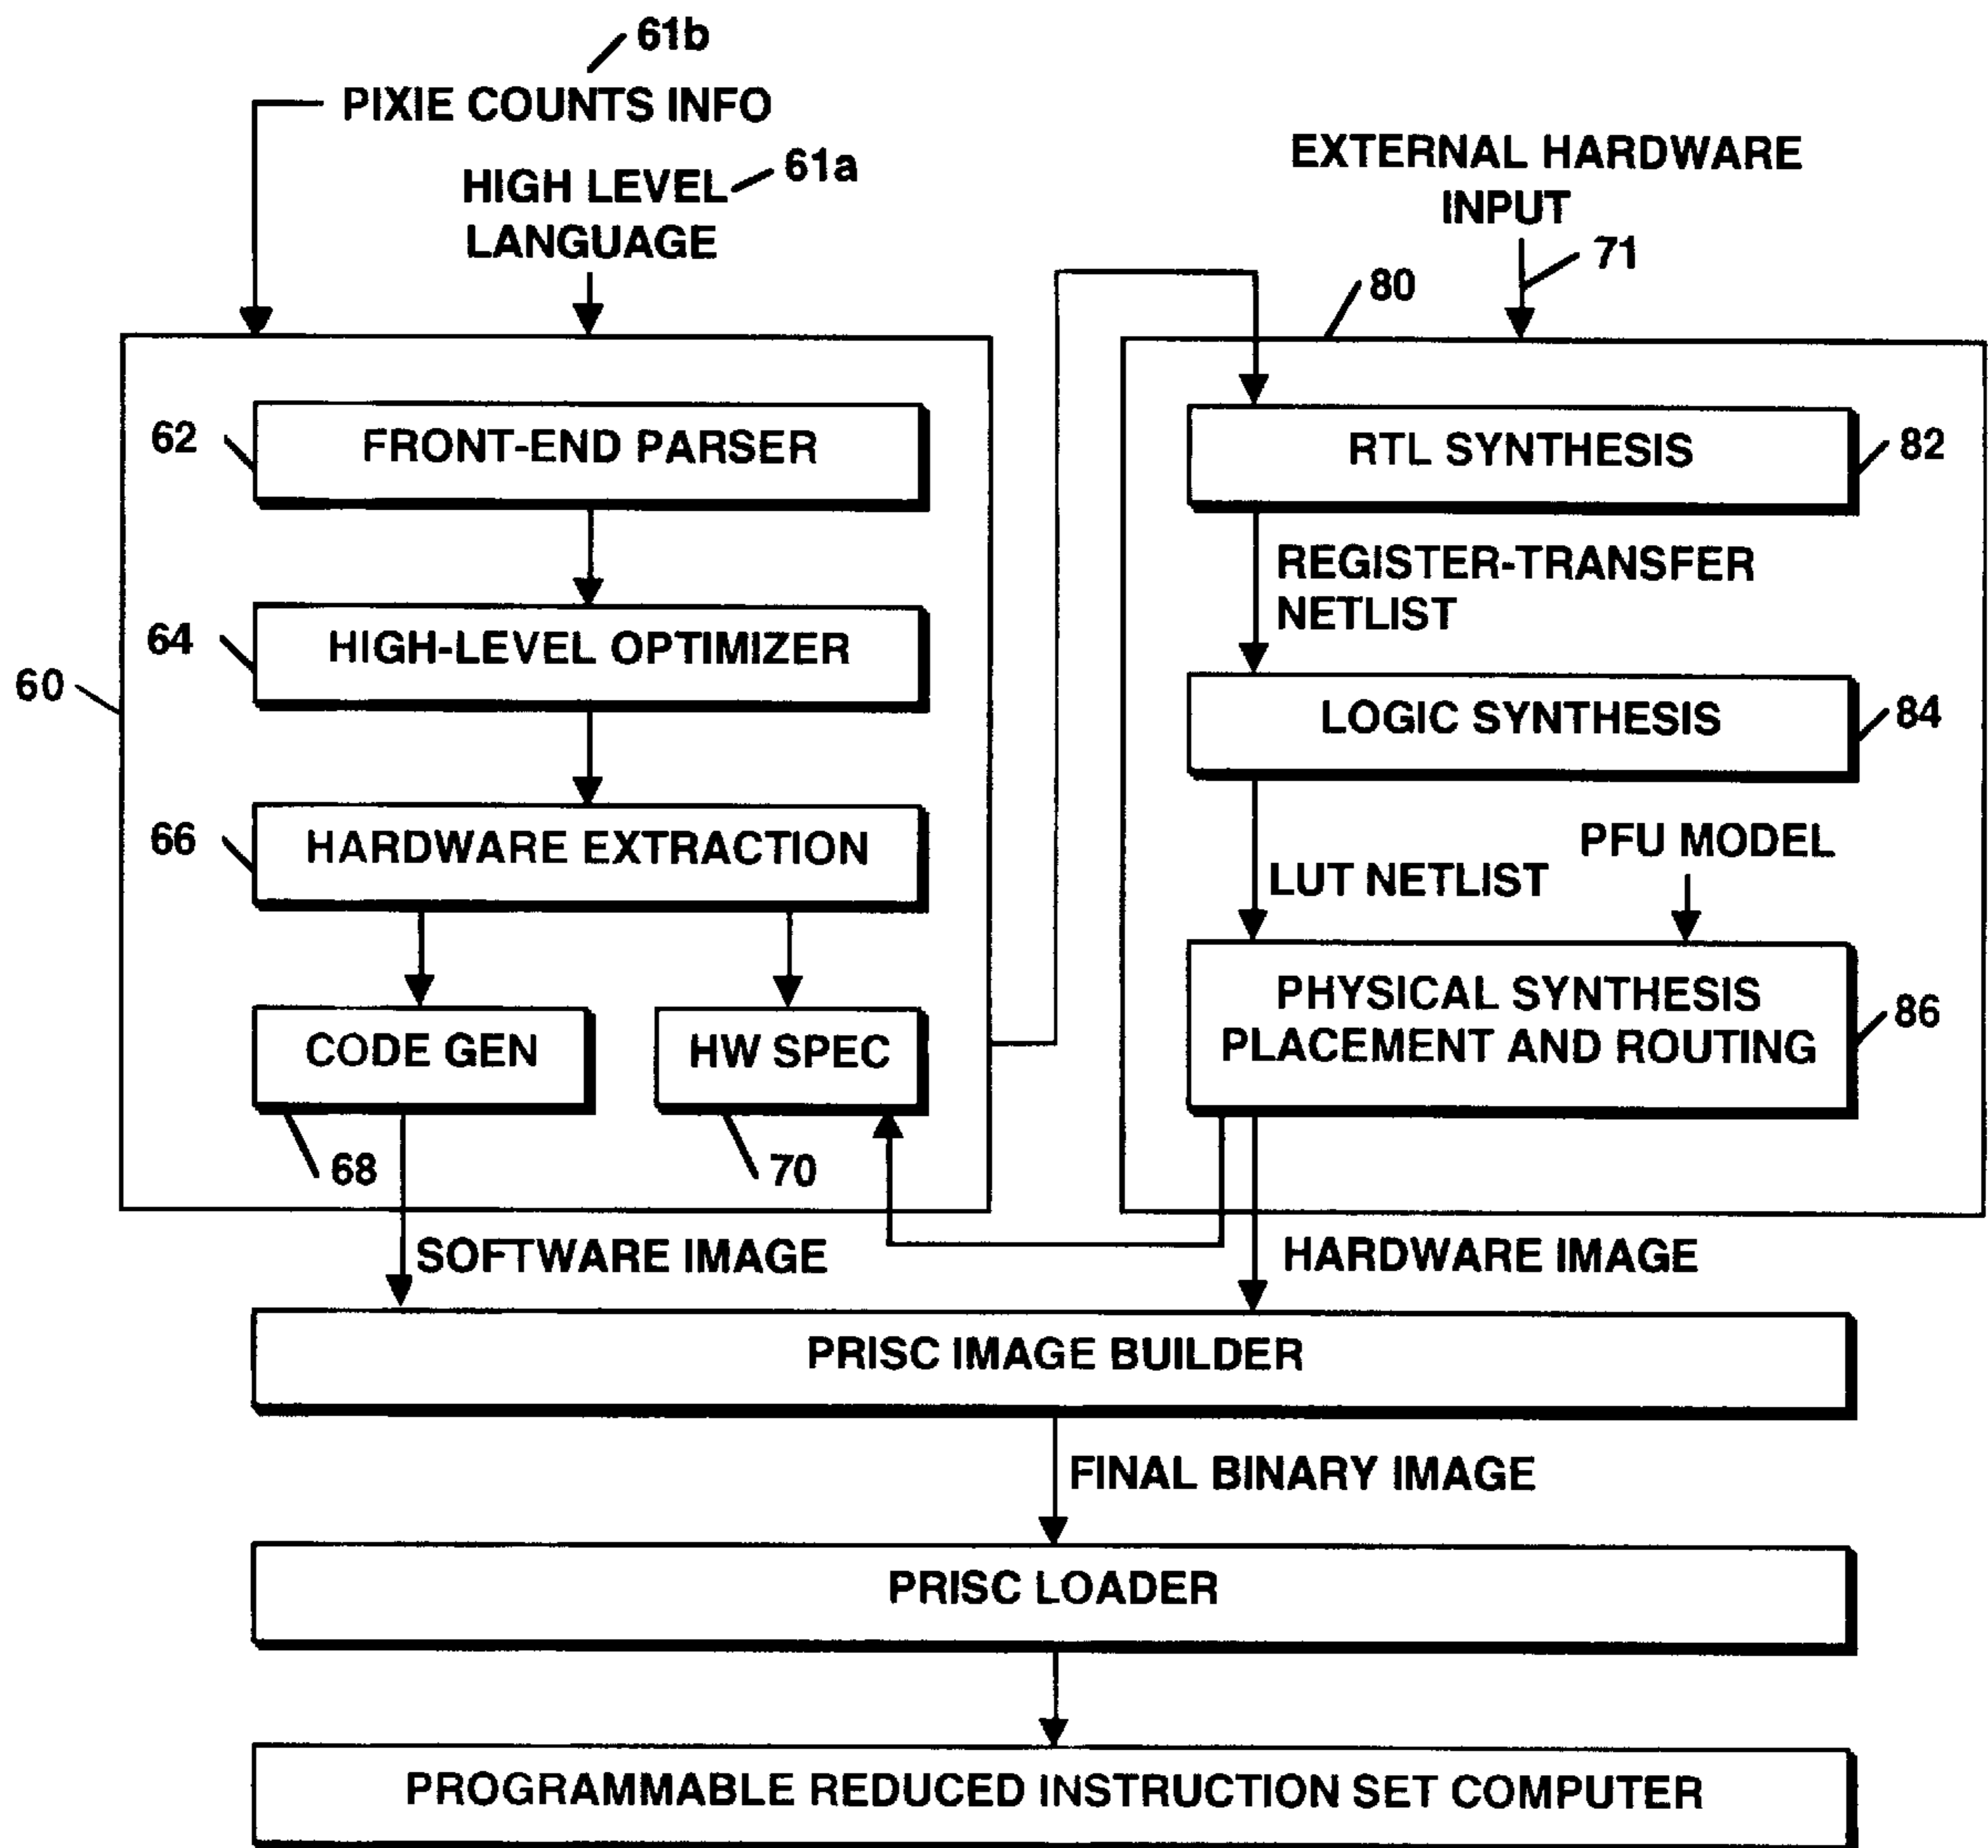 61b
PIXIE COUNTS INFO
HIGH LEVEL
LANGUAGE
61a
EXTERNAL HARDWARE
INPUT
71
80
60
62
FRONT-END PARSER
64
HIGH-LEVEL OPTIMIZER
66
HARDWARE EXTRACTION
CODE GEN
HW SPEC
68
70
RTL SYNTHESIS
82
REGISTER-TRANSFER
NETLIST
LOGIC SYNTHESIS
84
PFU MODEL
LUT NETLIST
PHYSICAL SYNTHESIS
PLACEMENT AND ROUTING
86
SOFTWARE IMAGE
HARDWARE IMAGE
PRISC IMAGE BUILDER
FINAL BINARY IMAGE
PRISC LOADER
PROGRAMMABLE REDUCED INSTRUCTION SET COMPUTER